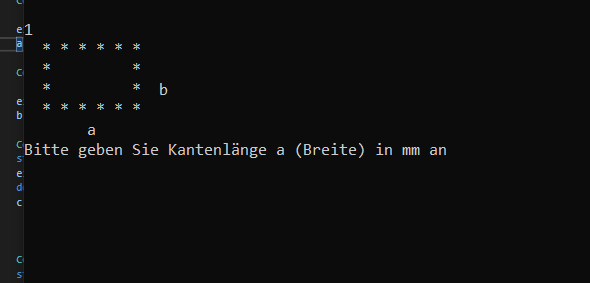 1
* * * * * *
*         *
*         *  b
* * * * * *
a
Bitte geben Sie Kantenlänge a (Breite) in mm an